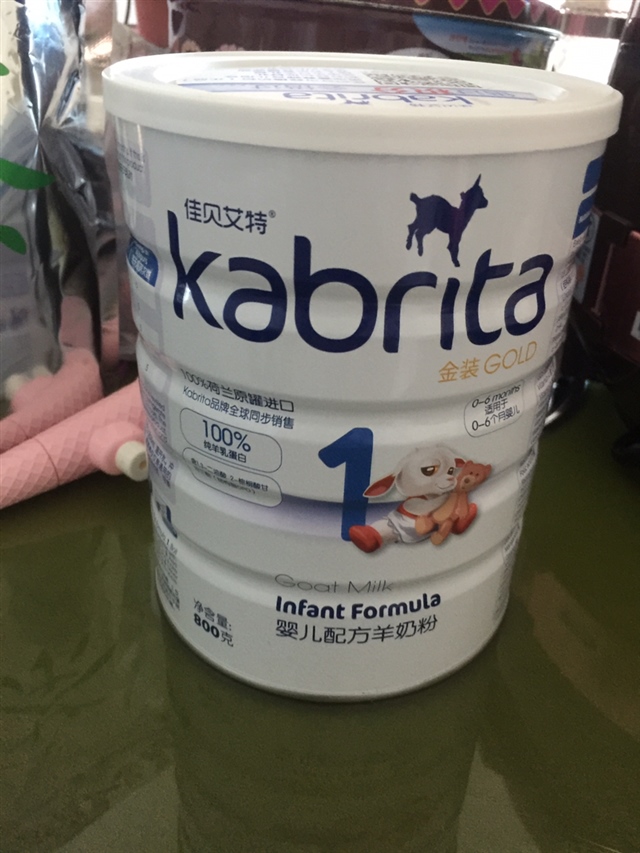 kabrita
佳贝艾特®
kabrita
金装 GOLD
100%荷兰原罐进口
Kabrita品牌全球同步销售
100%
纯羊乳蛋白
0-6 months
适用于
0-6个月婴儿
1
Goat Milk
Infant Formula
婴儿配方羊奶粉
净含量:
800克